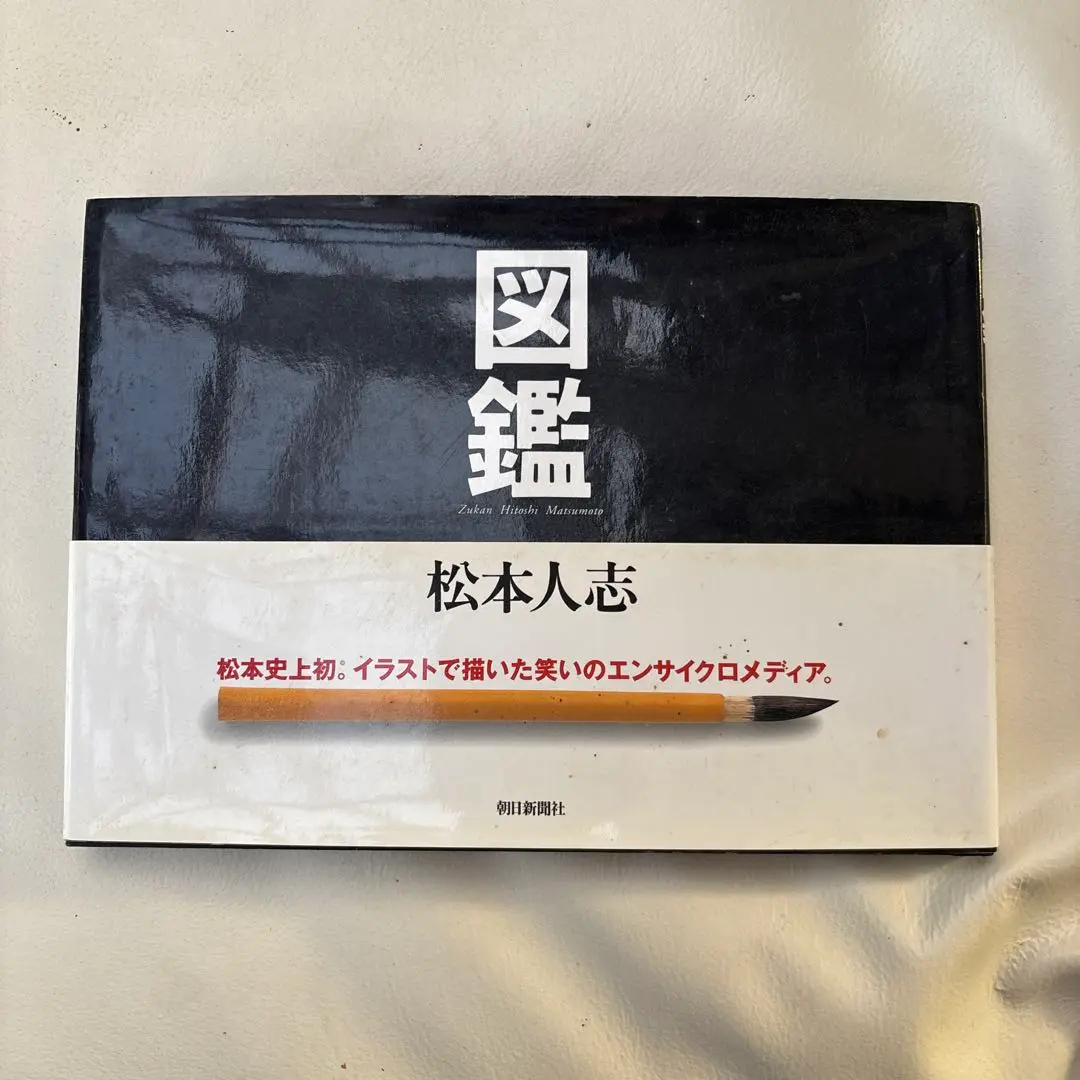 図鑑
Zukan Hitoshi Matsumoto
松本人志
松本史上初。イラストで描いた笑いのエンサイクロメディア。
朝日新聞社